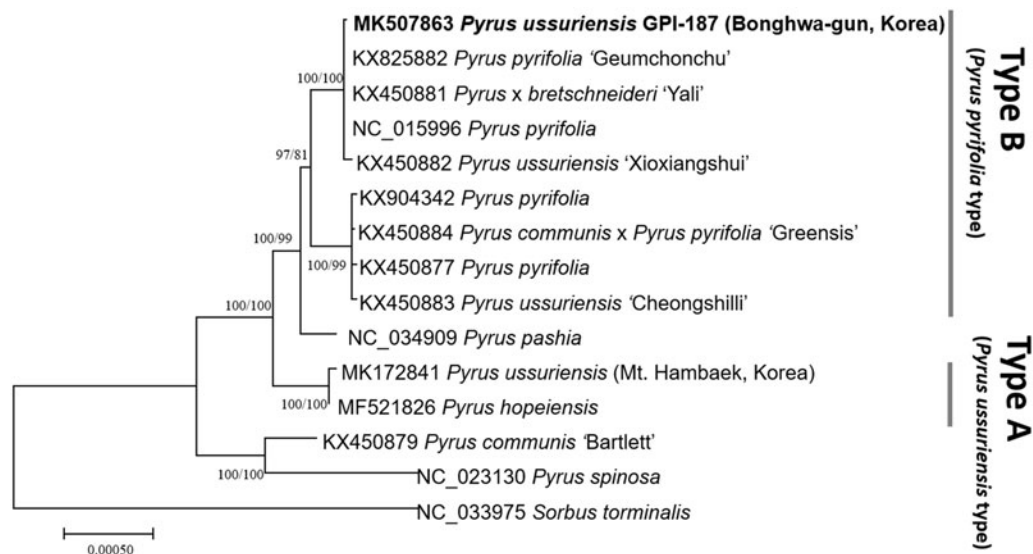 MK507863 Pyrus ussuriensis GPI-187 (Bonghwa-gun, Korea)
KX825882 Pyrus pyrifolia ‘Geumchonchu’
100/100
KX450881 Pyrus x bretschneideri ‘Yali’
NC_015996 Pyrus pyrifolia
97/81
KX450882 Pyrus ussuriensis ‘Xioxiangshui’
KX904342 Pyrus pyrifolia
KX450884 Pyrus communis x Pyrus pyrifolia ‘Greensis’
100/99
100/99
KX450877 Pyrus pyrifolia
KX450883 Pyrus ussuriensis ‘Cheongshilli’
100/100
NC_034909 Pyrus pashia
MK172841 Pyrus ussuriensis (Mt. Hambaek, Korea)
100/100
MF521826 Pyrus hopeiensis
KX450879 Pyrus communis ‘Bartlett’
100/100
NC_023130 Pyrus spinosa
NC_033975 Sorbus torminalis
0.00050
Type B
(Pyrus pyrifolia type)
Type A
(Pyrus ussuriensis type)